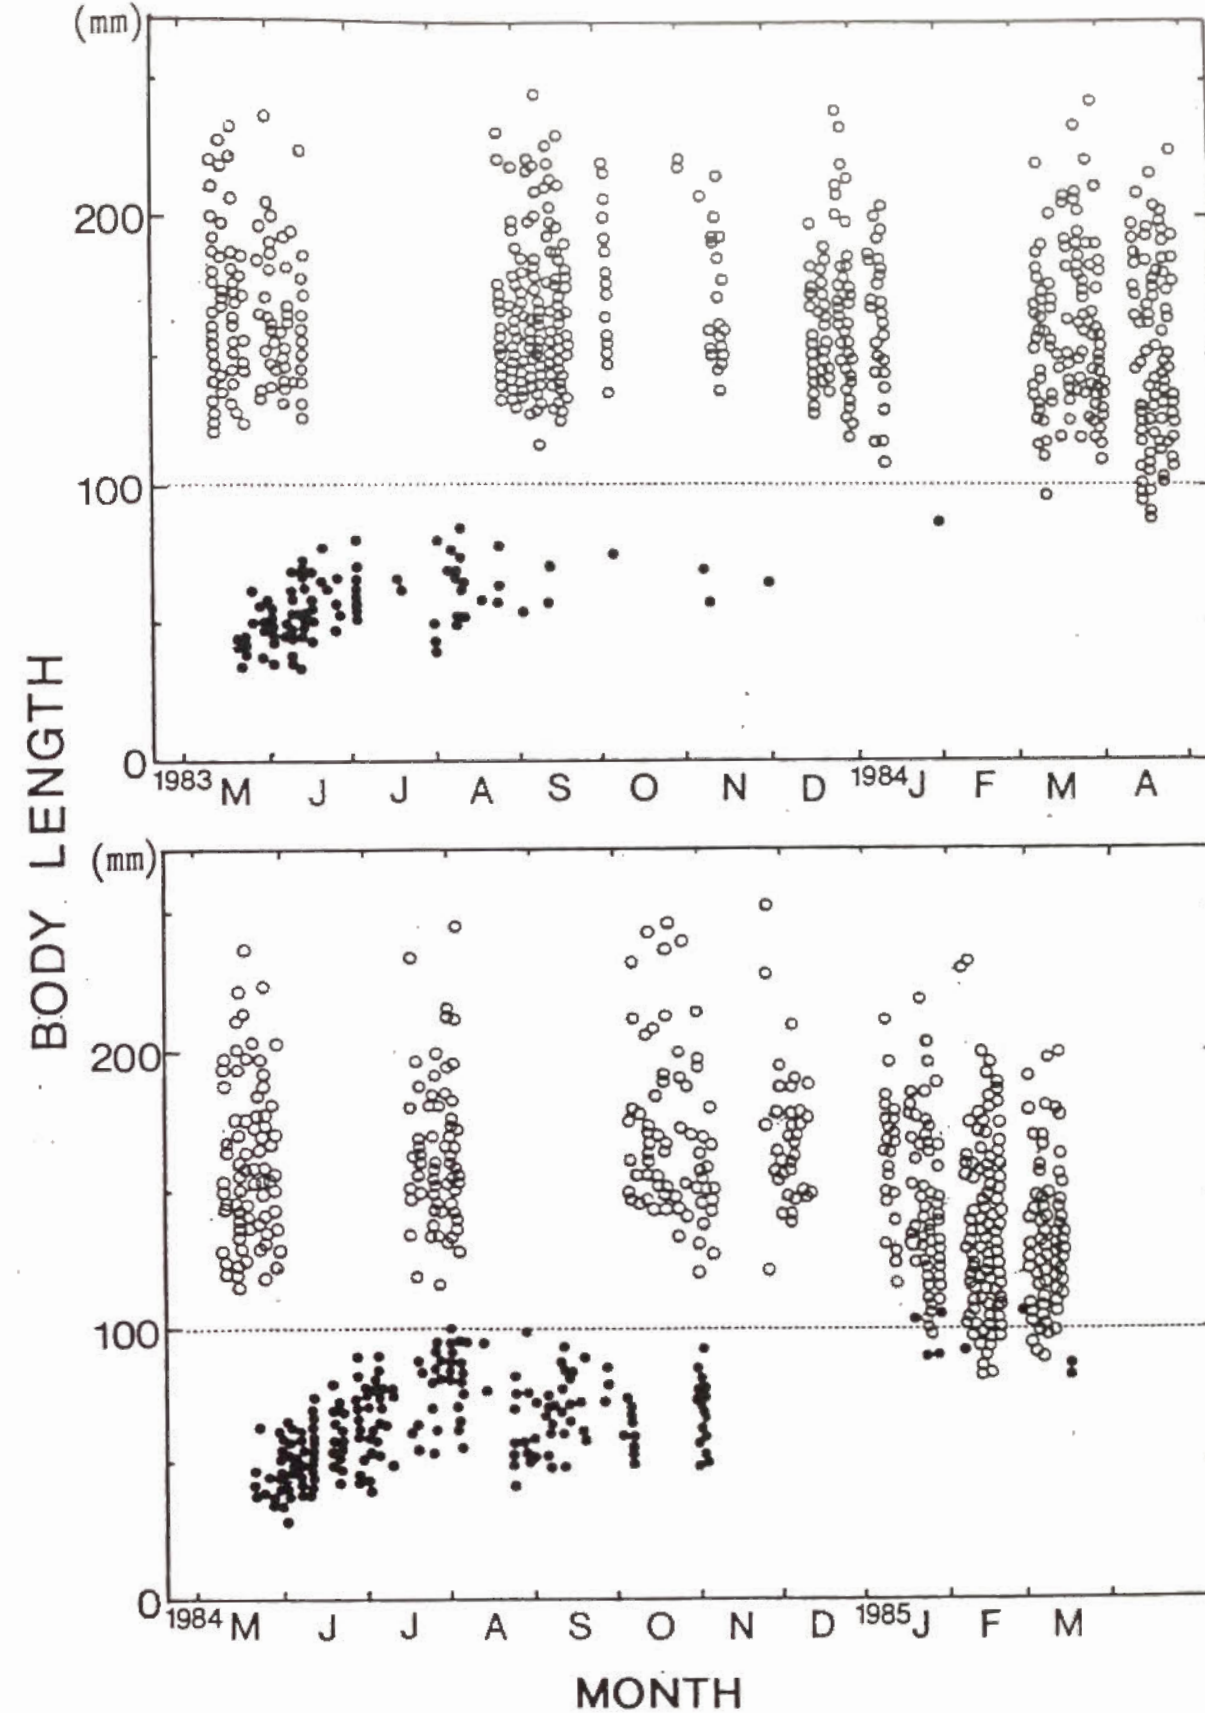 (mm)
200
100
0
1983 M J J A S O N D 1984 J F M A
BODY LENGTH
(mm)
200
100
0
1984 M J J A S O N D 1985 J F M
MONTH